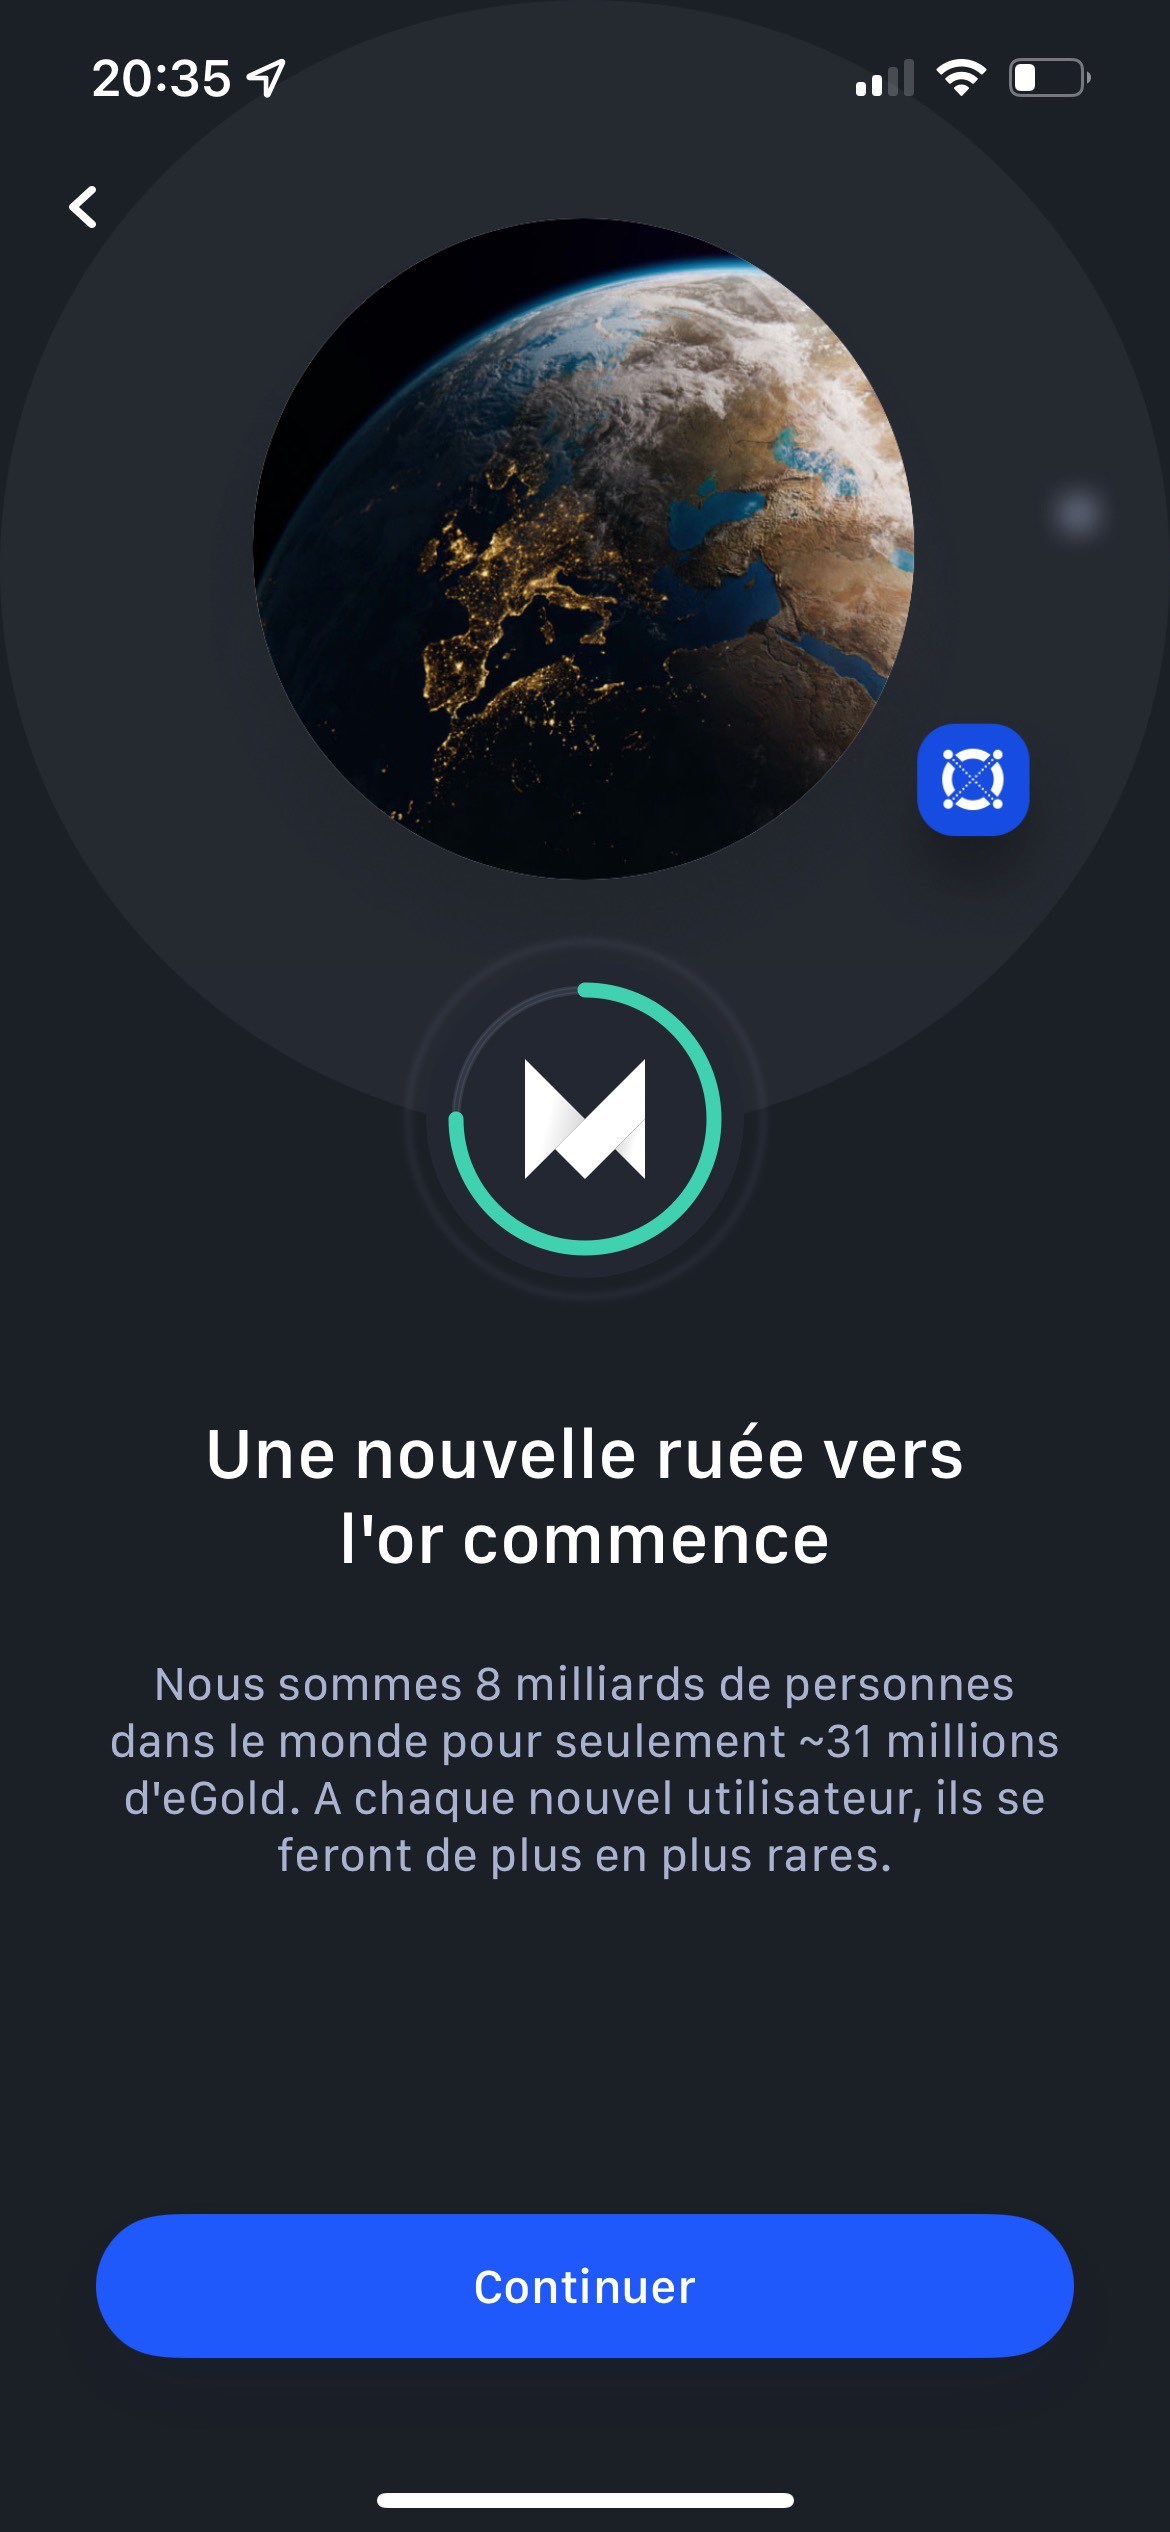 20:35
Une nouvelle ruée vers
l'or commence
Nous sommes 8 milliards de personnes
dans le monde pour seulement ~31 millions
d'eGold. A chaque nouvel utilisateur, ils se
feront de plus en plus rares.
Continuer